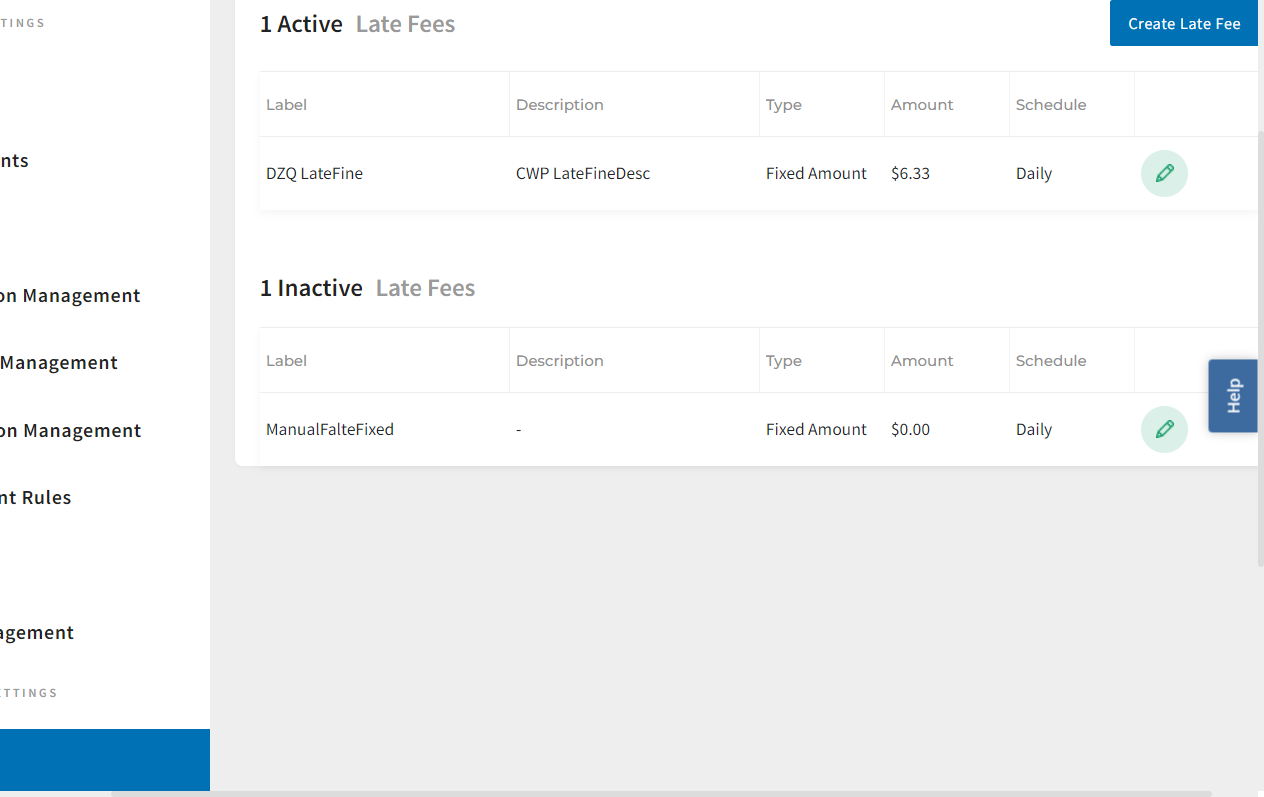 TINGS
nts
on Management
Management
on Management
nt Rules
agement
ETTINGS
1 Active Late Fees
Create Late Fee
Label Description Type Amount Schedule
DZQ LateFine CWP LateFineDesc Fixed Amount $6.33 Daily
1 Inactive Late Fees
Label Description Type Amount Schedule
ManualFalteFixed - Fixed Amount $0.00 Daily
Help